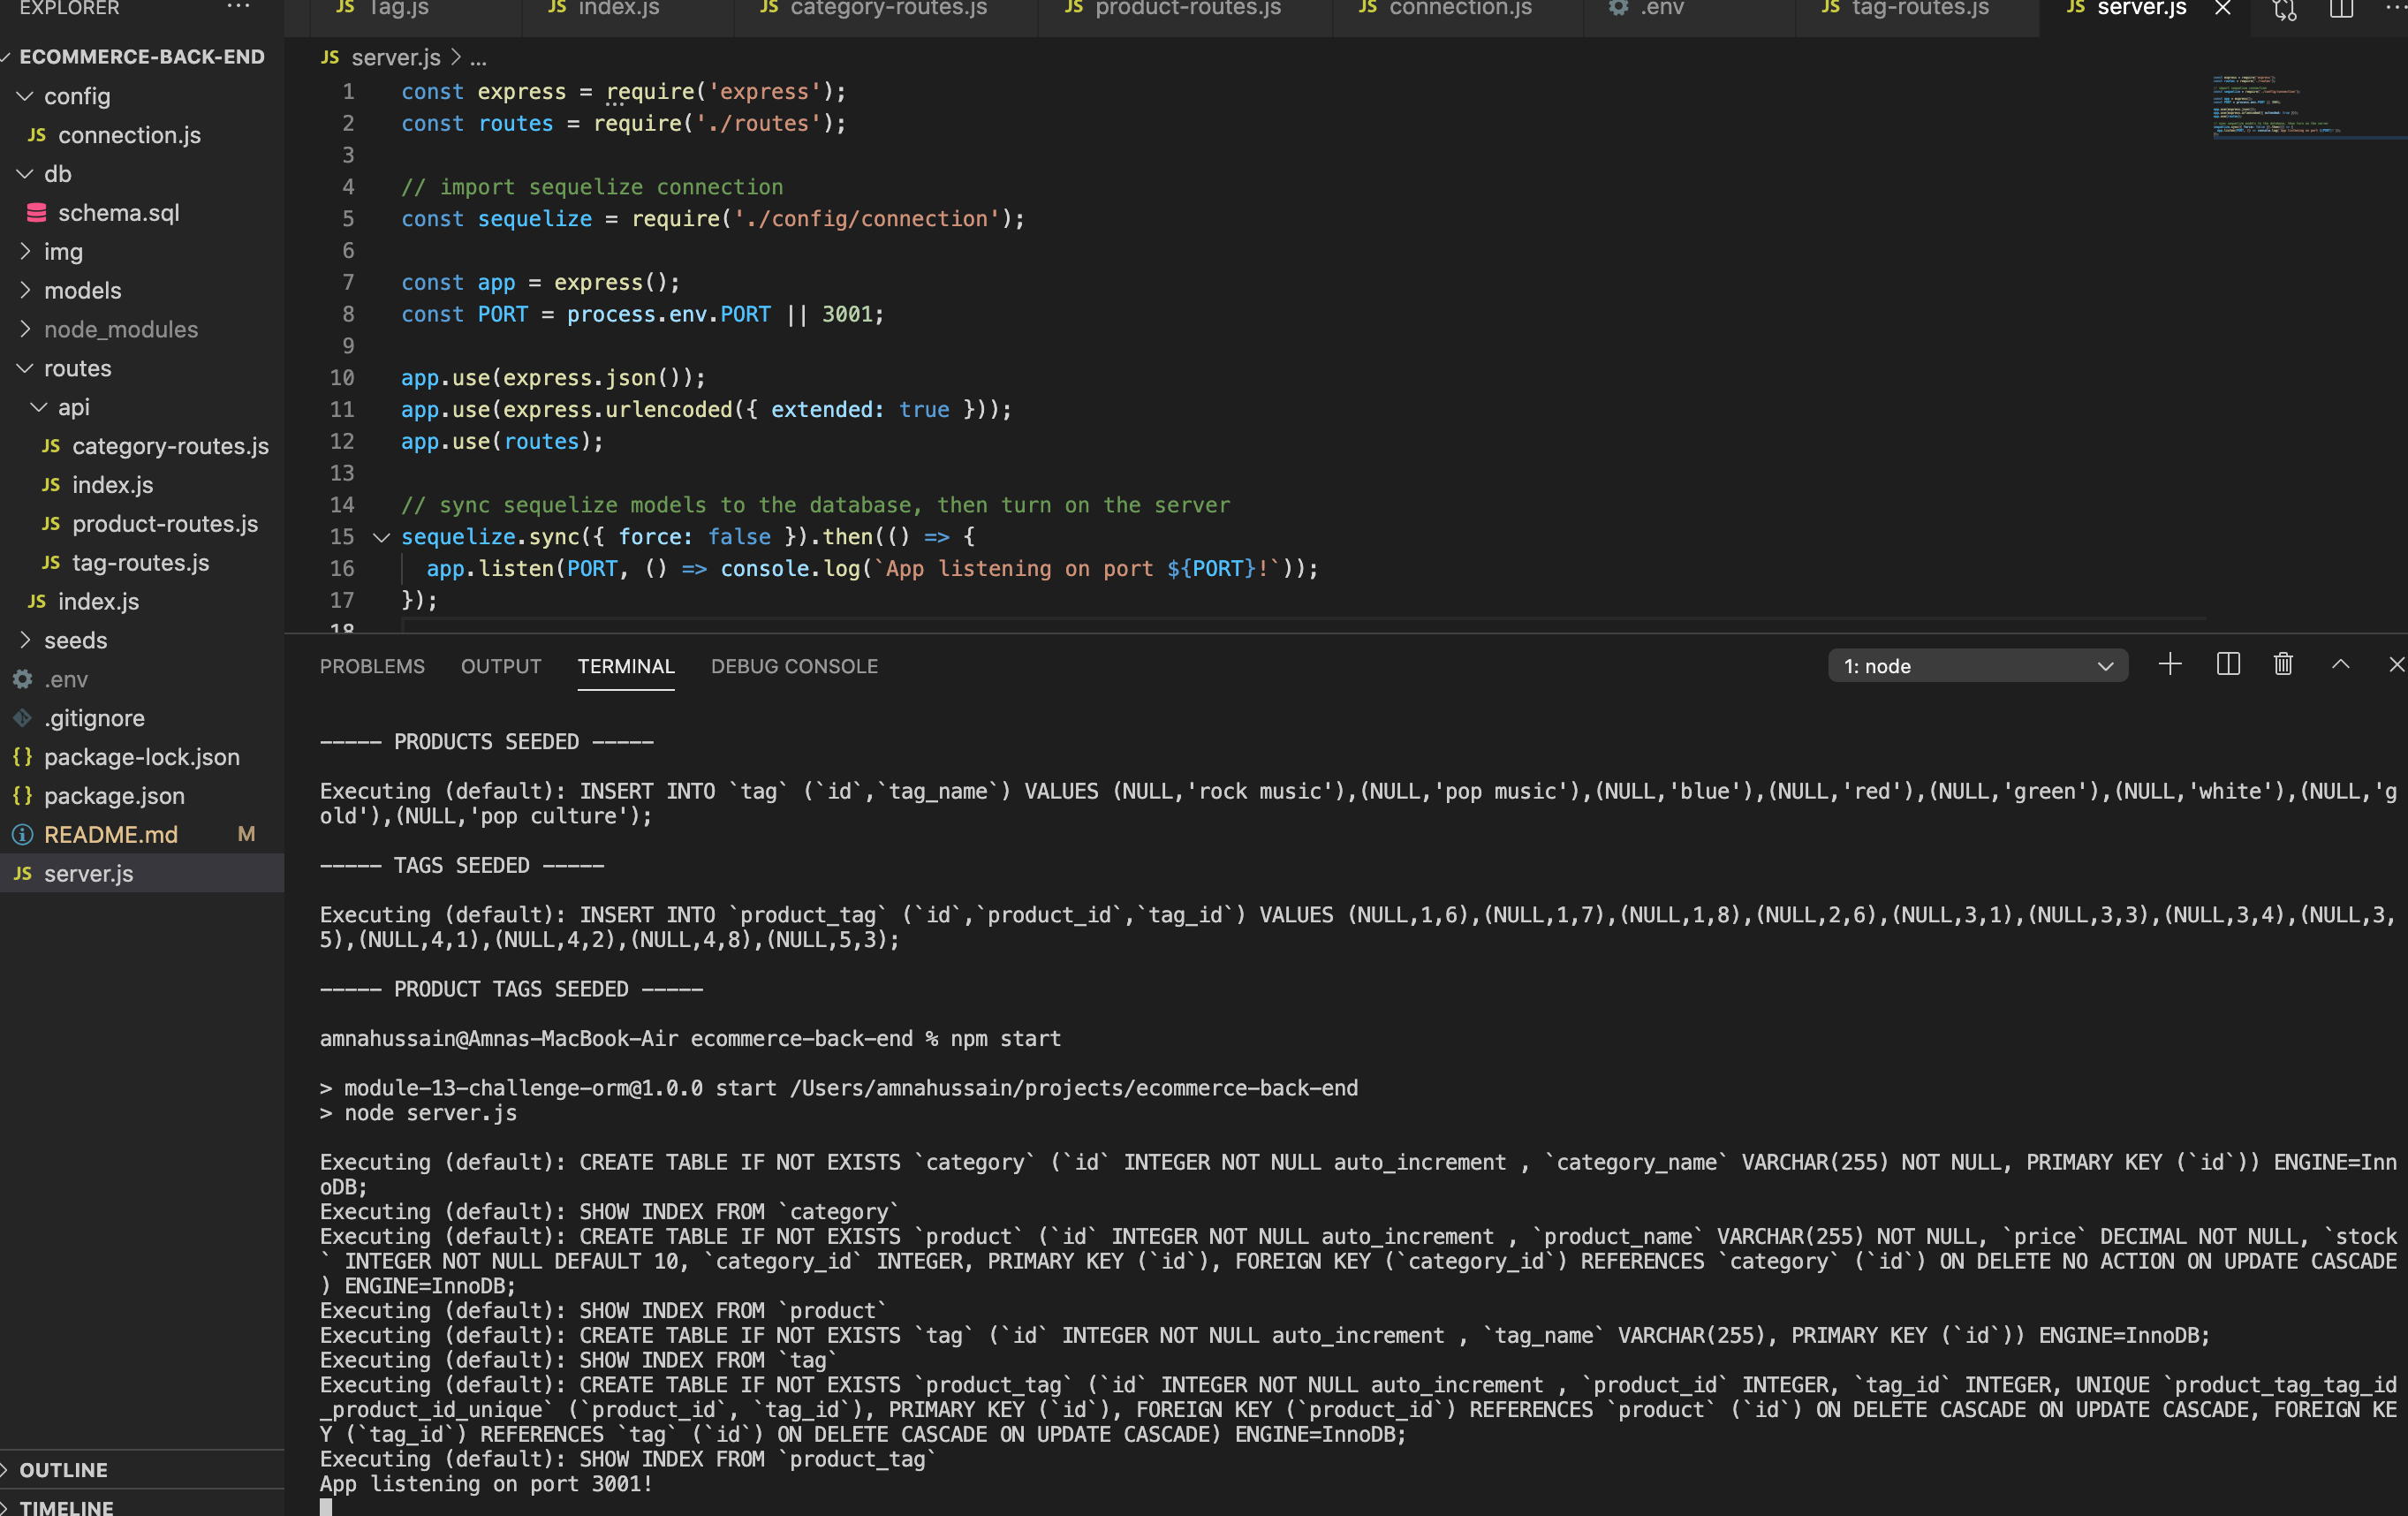 EXPLORER
ECOMMERCE-BACK-END
config
JS connection.js
db
schema.sql
img
models
node_modules
routes
api
JS category-routes.js
JS index.js
JS product-routes.js
JS tag-routes.js
JS index.js
seeds
.env
.gitignore
{} package-lock.json
{} package.json
README.md M
JS server.js
OUTLINE
TIMELINE
JS Tag.js JS index.js JS category-routes.js JS product-routes.js JS connection.js .env JS tag-routes.js JS server.js
JS server.js > ...
1 const express = require('express');
2 const routes = require('./routes');
3
4 // import sequelize connection
5 const sequelize = require('./config/connection');
6
7 const app = express();
8 const PORT = process.env.PORT || 3001;
9
10 app.use(express.json());
11 app.use(express.urlencoded({ extended: true }));
12 app.use(routes);
13
14 // sync sequelize models to the database, then turn on the server
15 sequelize.sync({ force: false }).then(() => {
16 app.listen(PORT, () => console.log(`App listening on port ${PORT}!`));
17 });
18
PROBLEMS OUTPUT TERMINAL DEBUG CONSOLE 1: node
----- PRODUCTS SEEDED -----
Executing (default): INSERT INTO `tag` (`id`,`tag_name`) VALUES (NULL,'rock music'),(NULL,'pop music'),(NULL,'blue'),(NULL,'red'),(NULL,'green'),(NULL,'white'),(NULL,'g
old'),(NULL,'pop culture');
----- TAGS SEEDED -----
Executing (default): INSERT INTO `product_tag` (`id`,`product_id`,`tag_id`) VALUES (NULL,1,6),(NULL,1,7),(NULL,1,8),(NULL,2,6),(NULL,3,1),(NULL,3,3),(NULL,3,4),(NULL,3,
5),(NULL,4,1),(NULL,4,2),(NULL,4,8),(NULL,5,3);
----- PRODUCT TAGS SEEDED -----
amnahussain@Amnas-MacBook-Air ecommerce-back-end % npm start
> module-13-challenge-orm@1.0.0 start /Users/amnahussain/projects/ecommerce-back-end
> node server.js
Executing (default): CREATE TABLE IF NOT EXISTS `category` (`id` INTEGER NOT NULL auto_increment , `category_name` VARCHAR(255) NOT NULL, PRIMARY KEY (`id`)) ENGINE=Inn
oDB;
Executing (default): SHOW INDEX FROM `category`
Executing (default): CREATE TABLE IF NOT EXISTS `product` (`id` INTEGER NOT NULL auto_increment , `product_name` VARCHAR(255) NOT NULL, `price` DECIMAL NOT NULL, `stock
` INTEGER NOT NULL DEFAULT 10, `category_id` INTEGER, PRIMARY KEY (`id`), FOREIGN KEY (`category_id`) REFERENCES `category` (`id`) ON DELETE NO ACTION ON UPDATE CASCADE
) ENGINE=InnoDB;
Executing (default): SHOW INDEX FROM `product`
Executing (default): CREATE TABLE IF NOT EXISTS `tag` (`id` INTEGER NOT NULL auto_increment , `tag_name` VARCHAR(255), PRIMARY KEY (`id`)) ENGINE=InnoDB;
Executing (default): SHOW INDEX FROM `tag`
Executing (default): CREATE TABLE IF NOT EXISTS `product_tag` (`id` INTEGER NOT NULL auto_increment , `product_id` INTEGER, `tag_id` INTEGER, UNIQUE `product_tag_tag_id
_product_id_unique` (`product_id`, `tag_id`), PRIMARY KEY (`id`), FOREIGN KEY (`product_id`) REFERENCES `product` (`id`) ON DELETE CASCADE ON UPDATE CASCADE, FOREIGN KE
Y (`tag_id`) REFERENCES `tag` (`id`) ON DELETE CASCADE ON UPDATE CASCADE) ENGINE=InnoDB;
Executing (default): SHOW INDEX FROM `product_tag`
App listening on port 3001!